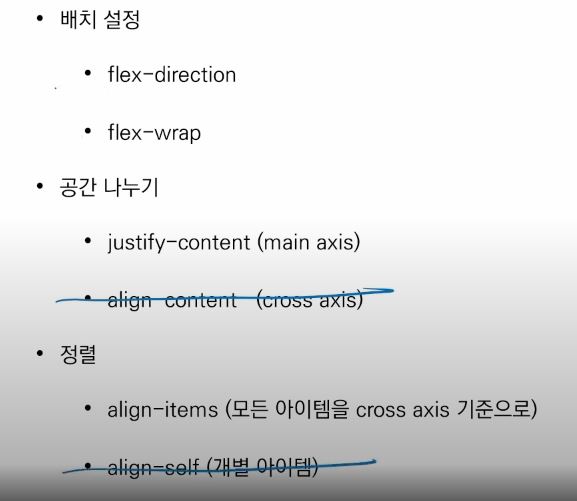 • 배치 설정
• flex-direction
• flex-wrap
• 공간 나누기
• justify-content (main axis)
• align-content (cross axis)
• 정렬
• align-items (모든 아이템을 cross axis 기준으로)
• align-self (개별 아이템)